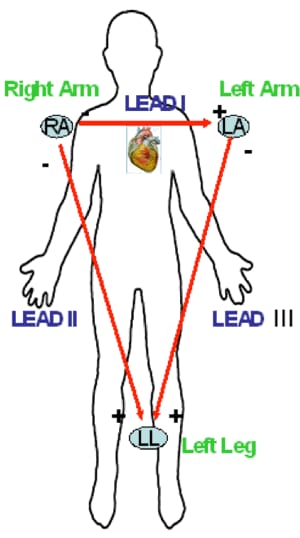 Right Arm
Left Arm
LEAD I
RA
-
+
LA
-
-
LEAD II
LEAD III
+
+
LL
Left Leg